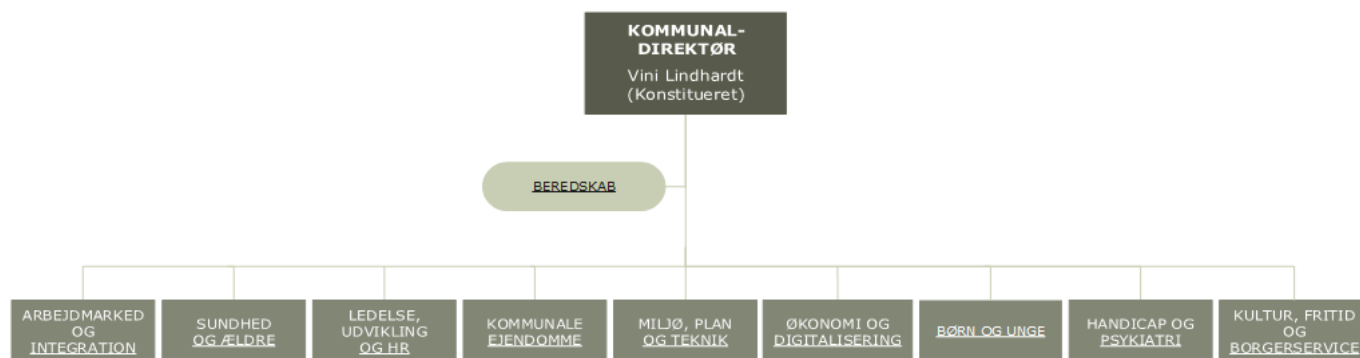 KOMMUNAL-
DIREKTØR
Vini Lindhardt
(Konstitueret)
BEREDSKAB
ARBEJDMARKED
OG
INTEGRATION
SUNDHED
OG ÆLDRE
LEDELSE,
UDVIKLING
OG HR
KOMMUNALE
EJENDOMME
MILJØ, PLAN
OG TEKNIK
ØKONOMI OG
DIGITALISERING
BØRN OG UNGE
HANDICAP OG
PSYKIATRI
KULTUR, FRITID
OG
BORGERSERVICE